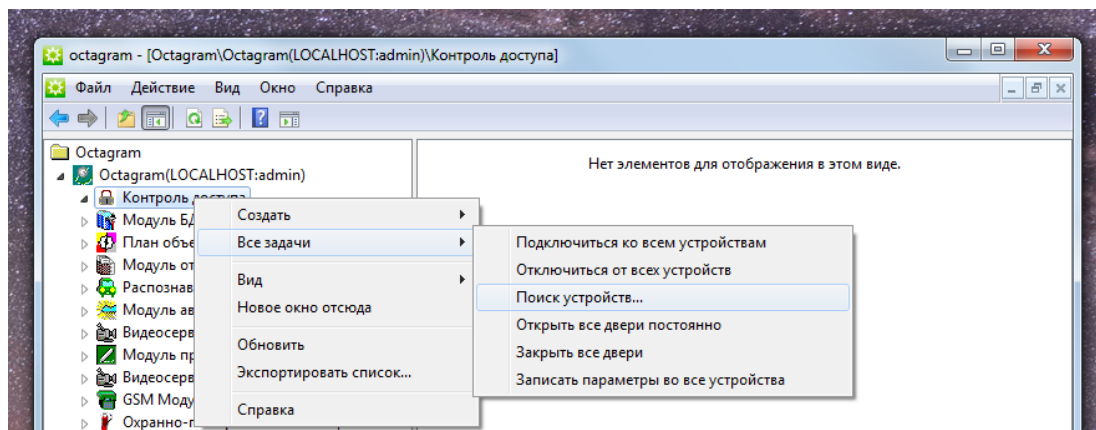 octagram - [Octagram\Octagram(LOCALHOST:admin)\Контроль доступа]
Файл Действие Вид Окно Справка
Octagram
Octagram(LOCALHOST:admin)
Контроль доступа
Модуль БД
План объе
Модуль от
Распознав
Модуль ав
Видеосерв
Модуль пр
Видеосерв
GSM Моду
Охранно-п
Нет элементов для отображения в этом виде.
Создать
Все задачи
Вид
Новое окно отсюда
Обновить
Экспортировать список...
Справка
Подключиться ко всем устройствам
Отключиться от всех устройств
Поиск устройств...
Открыть все двери постоянно
Закрыть все двери
Записать параметры во все устройства